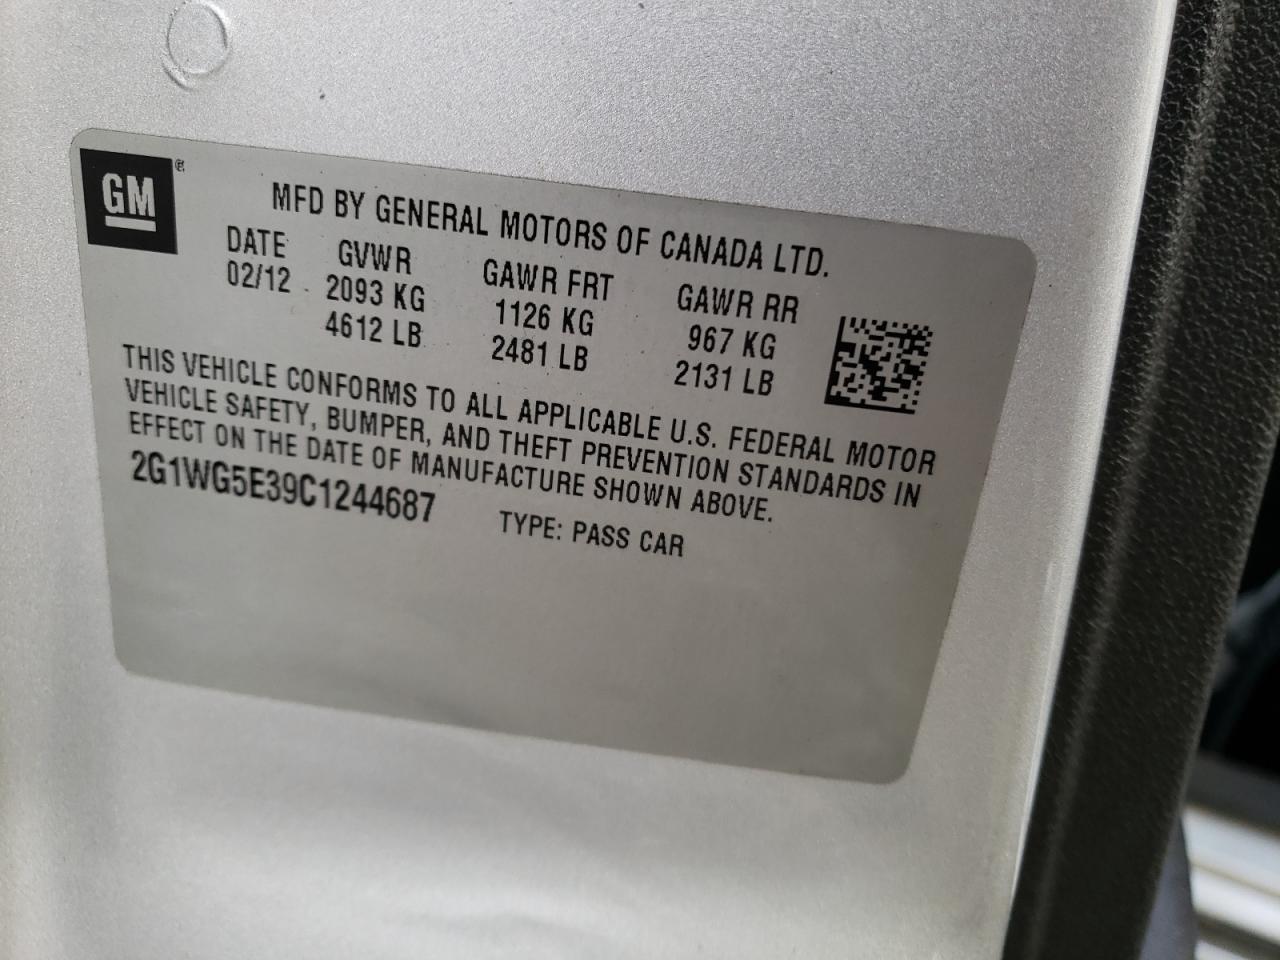 GM®
MFD BY GENERAL MOTORS OF CANADA LTD.
DATE GVWR GAWR FRT GAWR RR
02/12 2093 KG 1126 KG 967 KG
4612 LB 2481 LB 2131 LB
THIS VEHICLE CONFORMS TO ALL APPLICABLE U.S. FEDERAL MOTOR
VEHICLE SAFETY, BUMPER, AND THEFT PREVENTION STANDARDS IN
EFFECT ON THE DATE OF MANUFACTURE SHOWN ABOVE.
2G1WG5E39C1244687 TYPE: PASS CAR